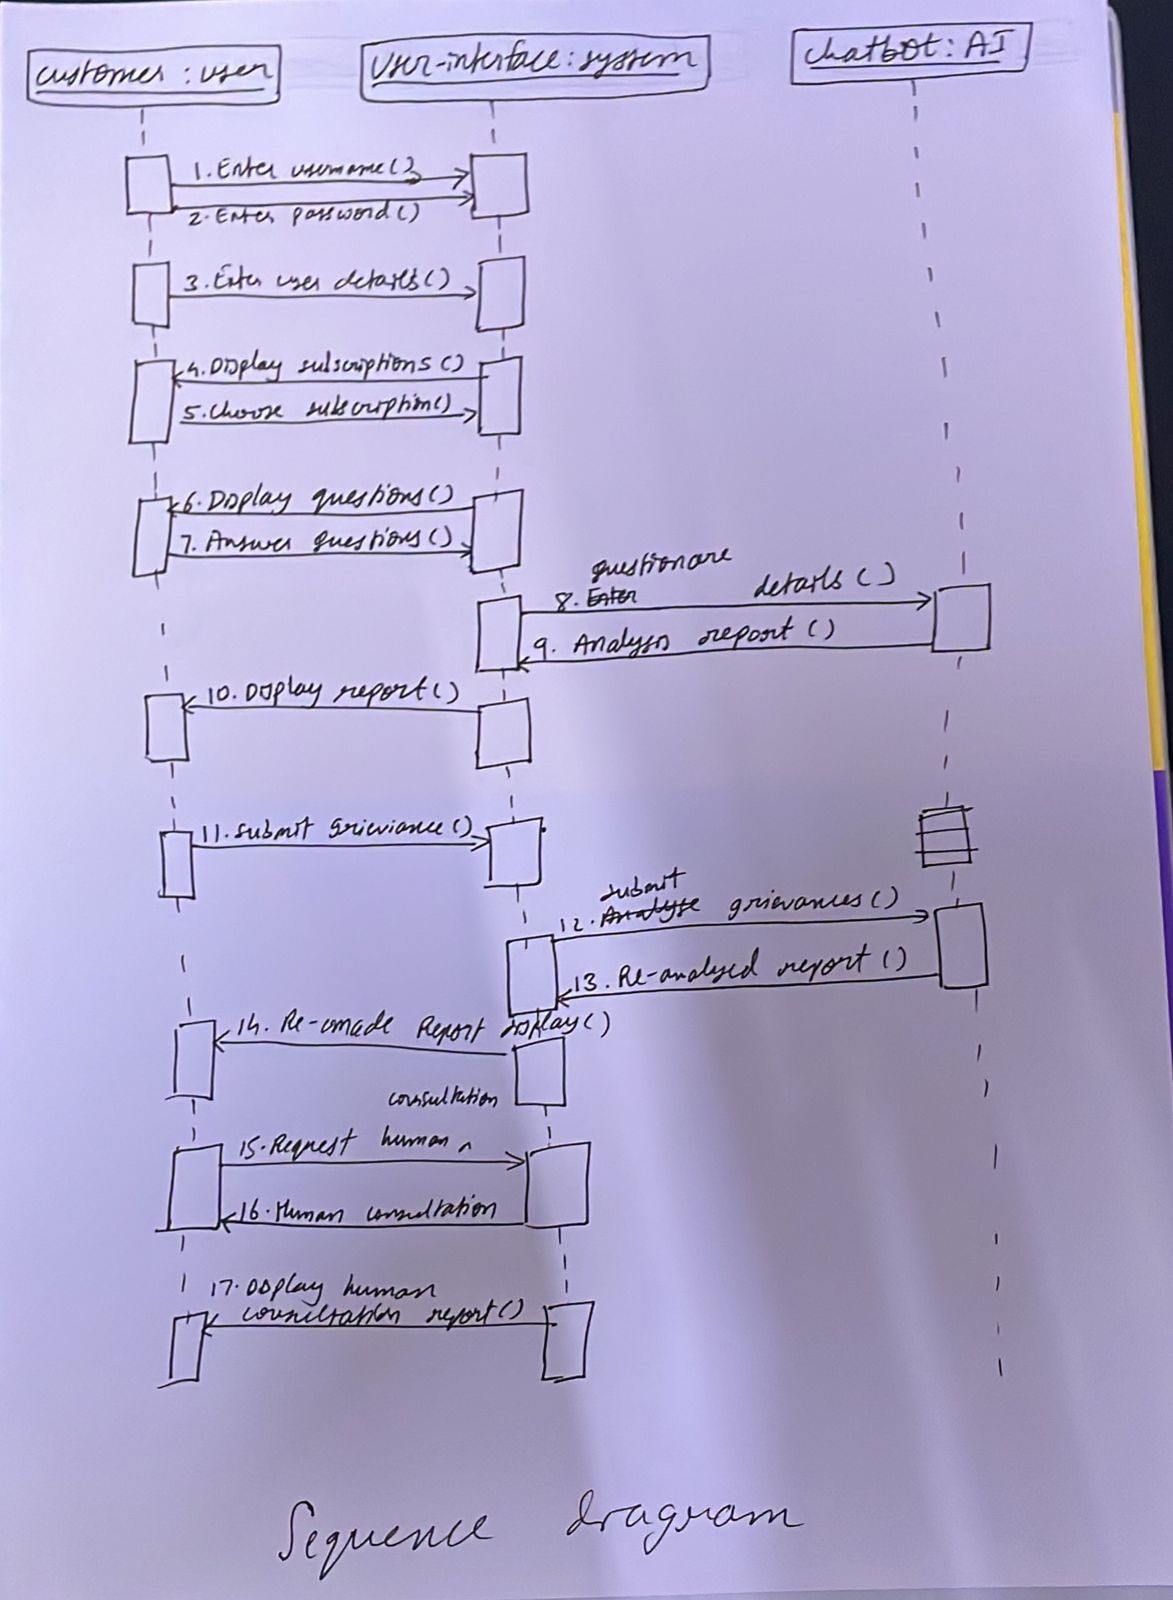 customer : user
User-interface : system
Chatbot : AI
1. Enter username()
2. Enter password()
3. Enter user details()
4. Display subscriptions()
5. Choose subscription()
6. Display questions()
7. Answer questions()
questionare
8. Enter details()
9. Analysis report()
10. Display report()
11. Submit Grieviance()
submit
12. Analyse grievances()
13. Re-analysed report()
14. Re-made Report display()
consultation
15. Request human ^
16. Human consultation
17. Display human
consultation report()
Sequence diagram